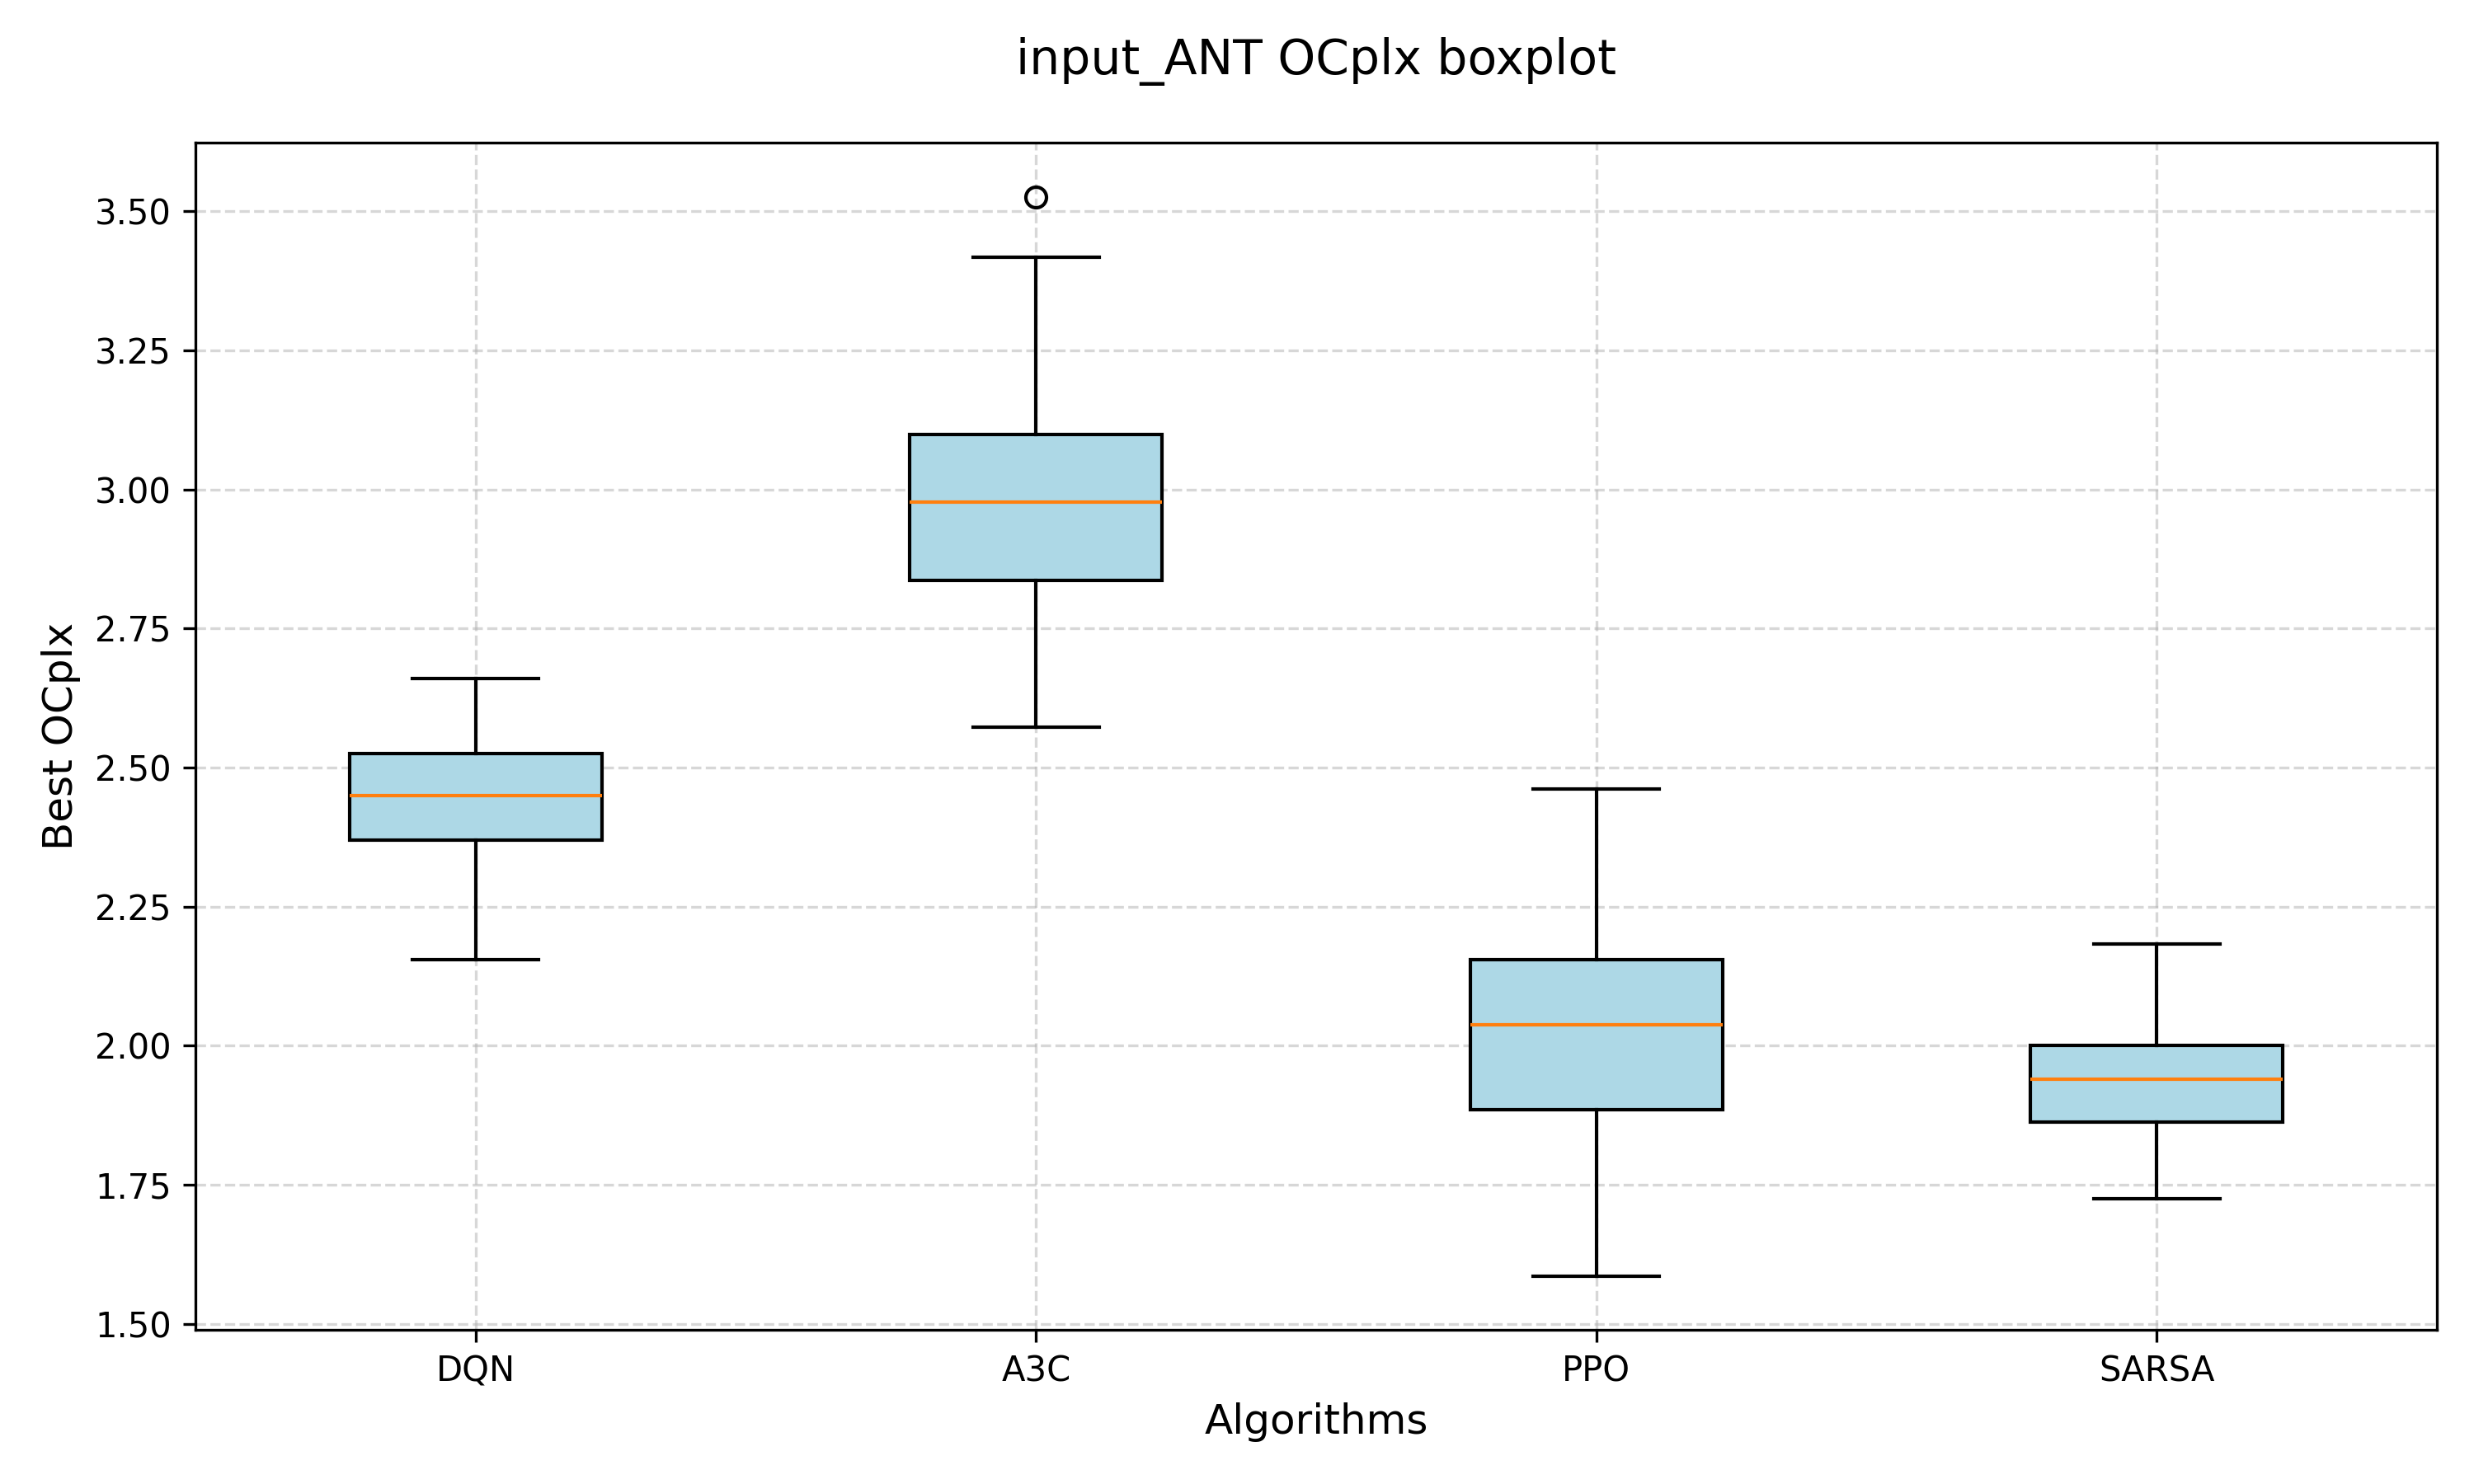 input_ANT OCplx boxplot
Best OCplx
3.50
3.25
3.00
2.75
2.50
2.25
2.00
1.75
1.50
DQN A3C PPO SARSA
Algorithms